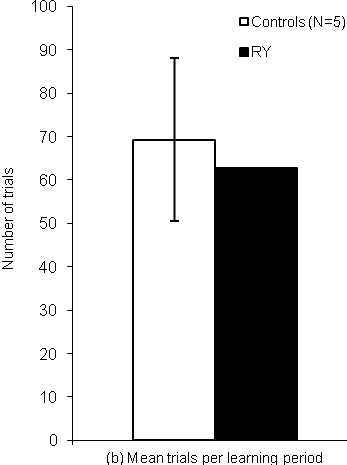 100
90
80
70
60
50
40
30
20
10
0
Number of trials
Controls (N=5)
RY
(b) Mean trials per learning period